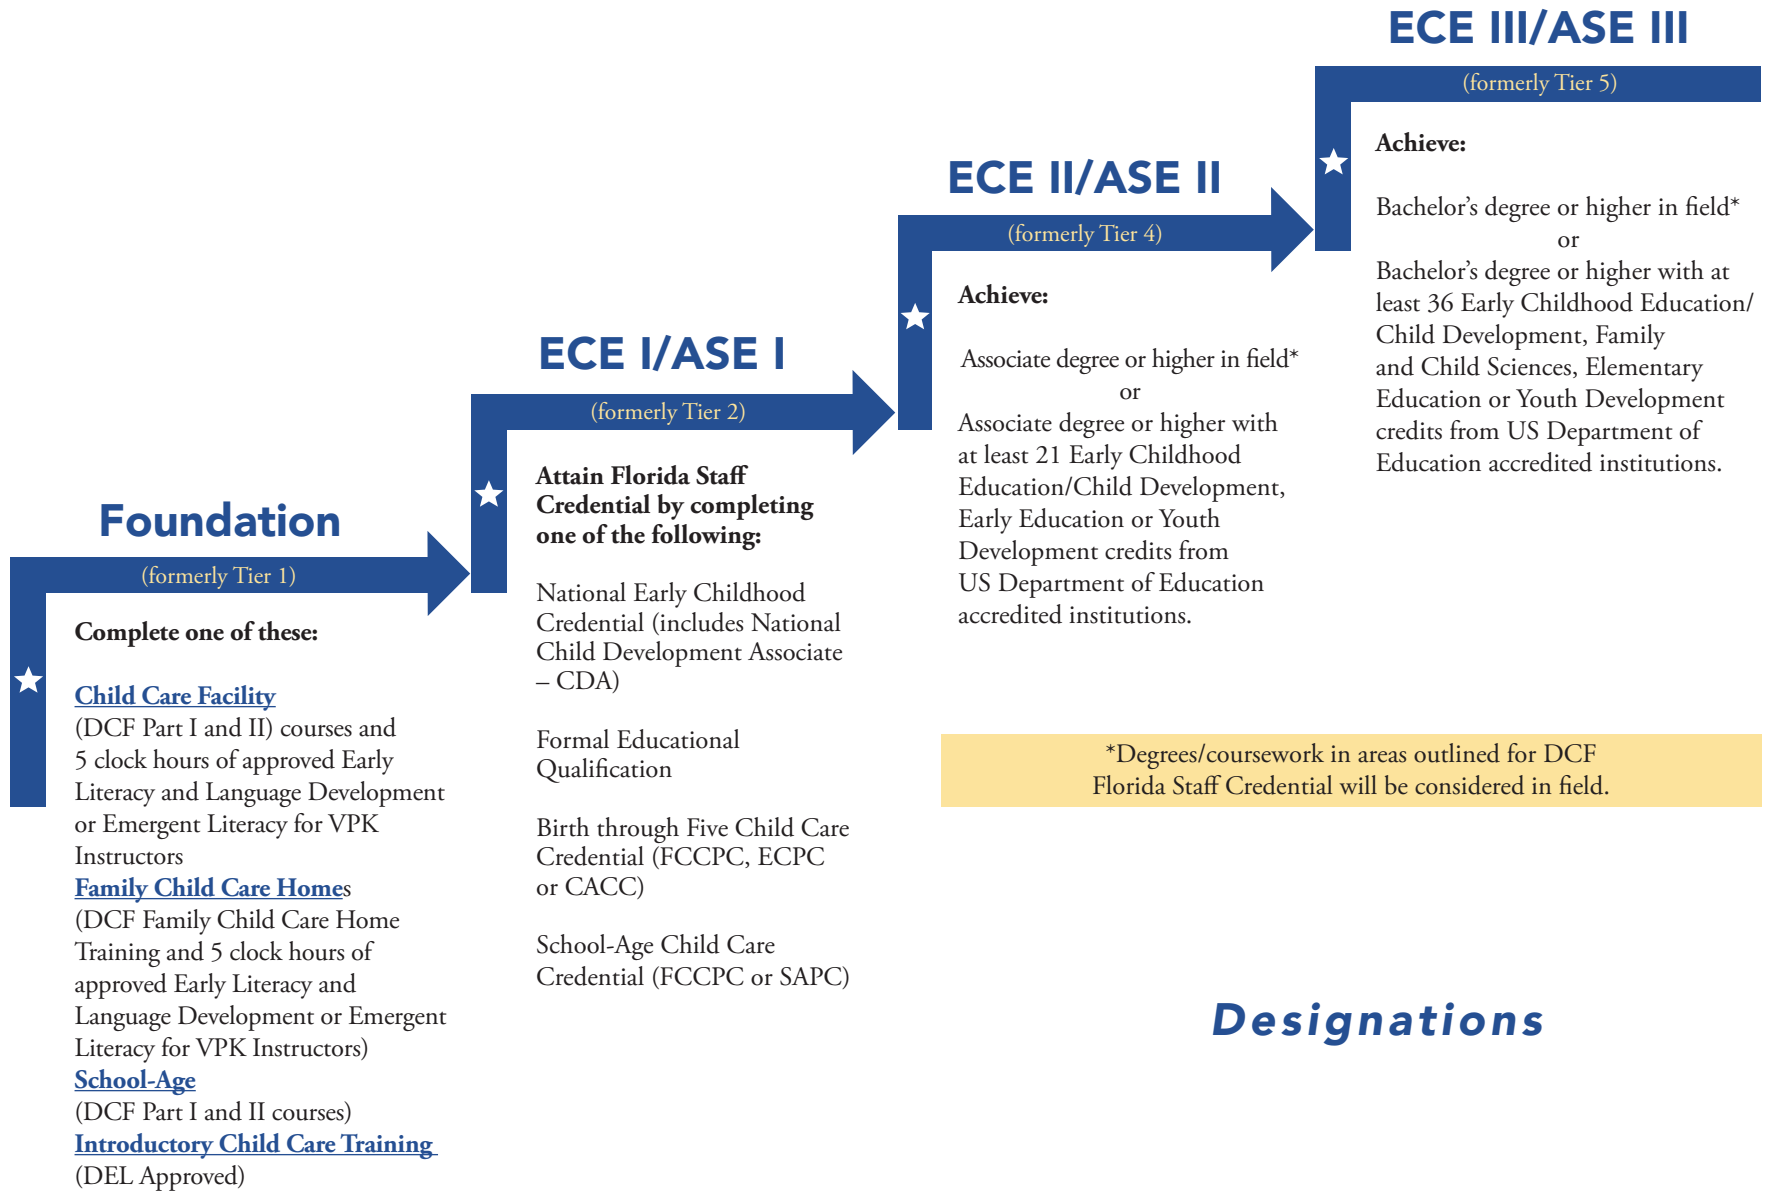 Foundation
(formerly Tier 1)
Complete one of these:
Child Care Facility
(DCF Part I and II) courses and
5 clock hours of approved Early
Literacy and Language Development
or Emergent Literacy for VPK
Instructors
Family Child Care Homes
(DCF Family Child Care Home
Training and 5 clock hours of
approved Early Literacy and
Language Development or Emergent
Literacy for VPK Instructors)
School-Age
(DCF Part I and II courses)
Introductory Child Care Training
(DEL Approved)
ECE I/ASE I
(formerly Tier 2)
Attain Florida Staff
Credential by completing
one of the following:
National Early Childhood
Credential (includes National
Child Development Associate
– CDA)
Formal Educational
Qualification
Birth through Five Child Care
Credential (FCCPC, ECPC
or CACC)
School-Age Child Care
Credential (FCCPC or SAPC)
ECE II/ASE II
(formerly Tier 4)
Achieve:
Associate degree or higher in field*
or
Associate degree or higher with
at least 21 Early Childhood
Education/Child Development,
Early Education or Youth
Development credits from
US Department of Education
accredited institutions.
ECE III/ASE III
(formerly Tier 5)
Achieve:
Bachelor’s degree or higher in field*
or
Bachelor’s degree or higher with at
least 36 Early Childhood Education/
Child Development, Family
and Child Sciences, Elementary
Education or Youth Development
credits from US Department of
Education accredited institutions.
*Degrees/coursework in areas outlined for DCF
Florida Staff Credential will be considered in field.
Designations